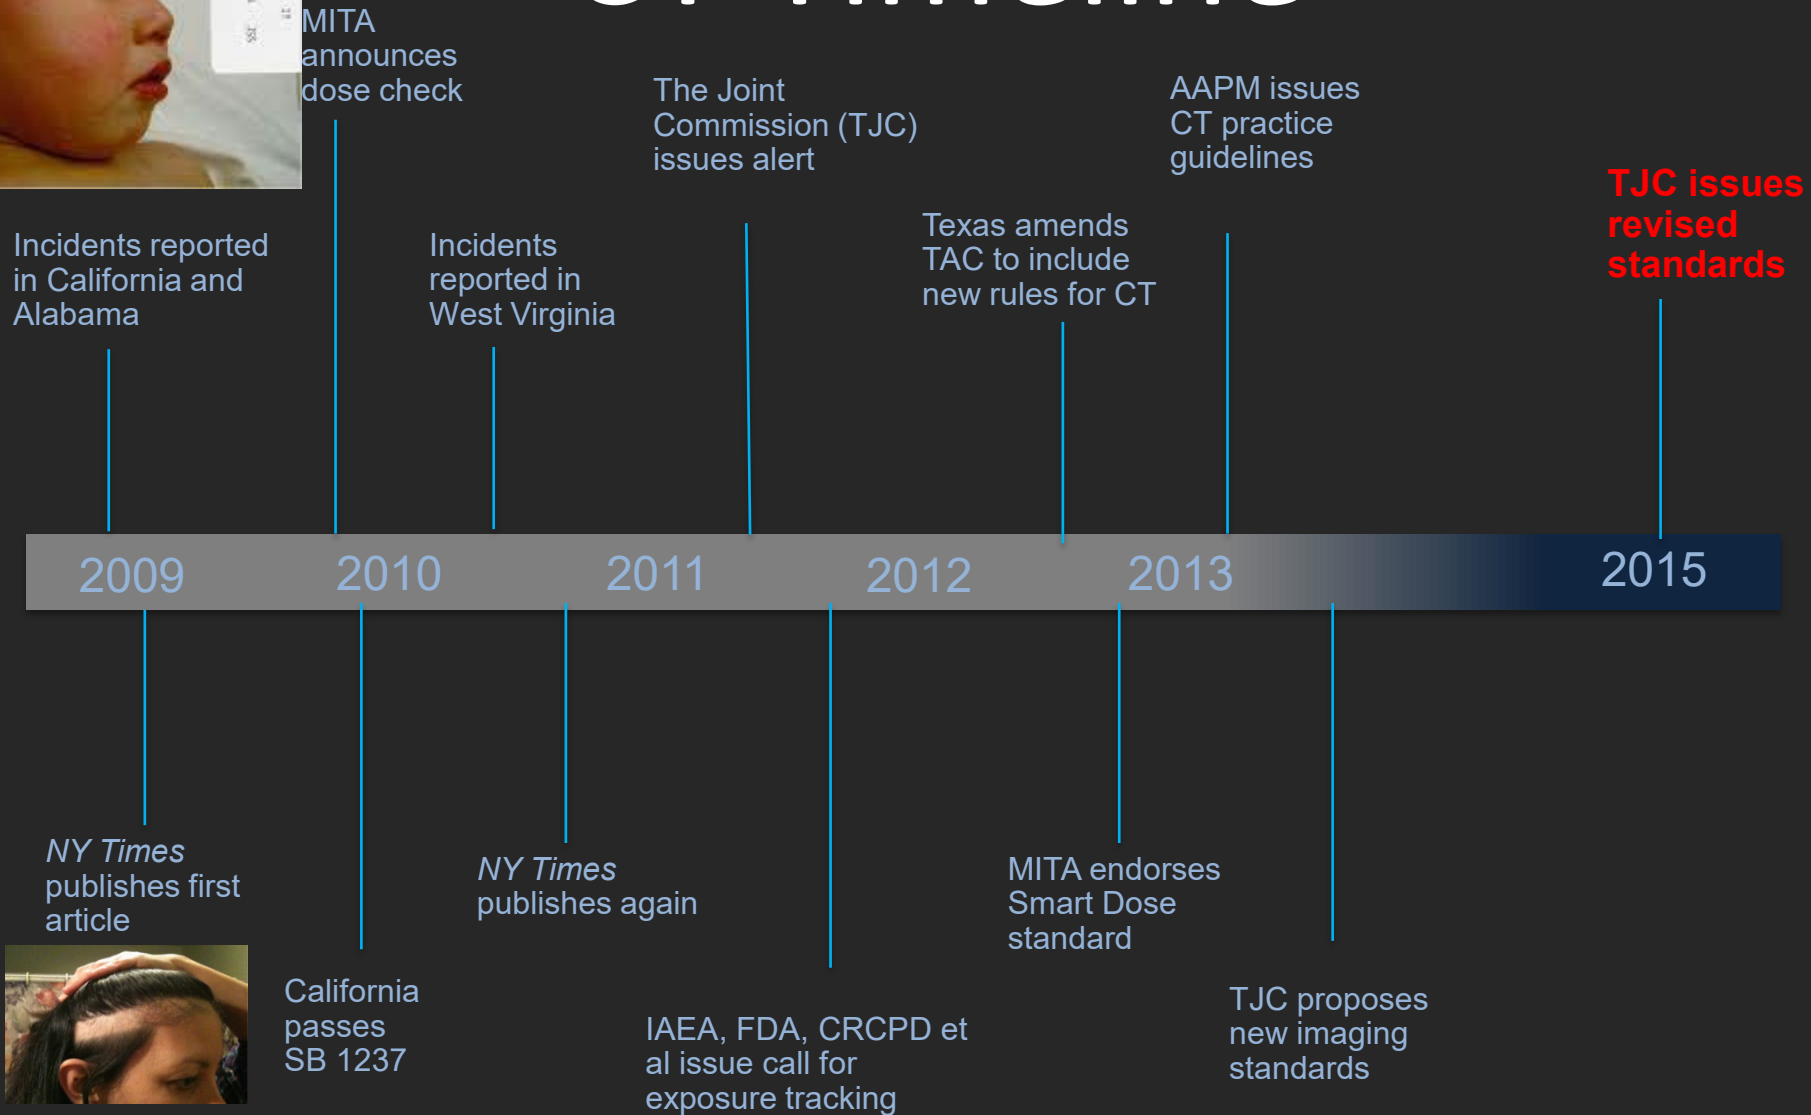 MITA
announces
dose check
The Joint
Commission (TJC)
issues alert
AAPM issues
CT practice
guidelines
TJC issues
revised
standards
Incidents reported
in California and
Alabama
Incidents
reported in
West Virginia
Texas amends
TAC to include
new rules for CT
2009
2010
2011
2012
2013
2015
NY Times
publishes first
article
California
passes
SB 1237
NY Times
publishes again
IAEA, FDA, CRCPD et
al issue call for
exposure tracking
MITA endorses
Smart Dose
standard
TJC proposes
new imaging
standards